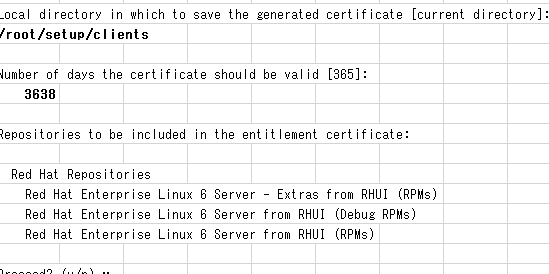 Local directory in which to save the generated certificate [current directory]:
/root/setup/clients
Number of days the certificate should be valid [365]:
3638
Repositories to be included in the entitlement certificate:
Red Hat Repositories
Red Hat Enterprise Linux 6 Server - Extras from RHUI (RPMs)
Red Hat Enterprise Linux 6 Server from RHUI (Debug RPMs)
Red Hat Enterprise Linux 6 Server from RHUI (RPMs)